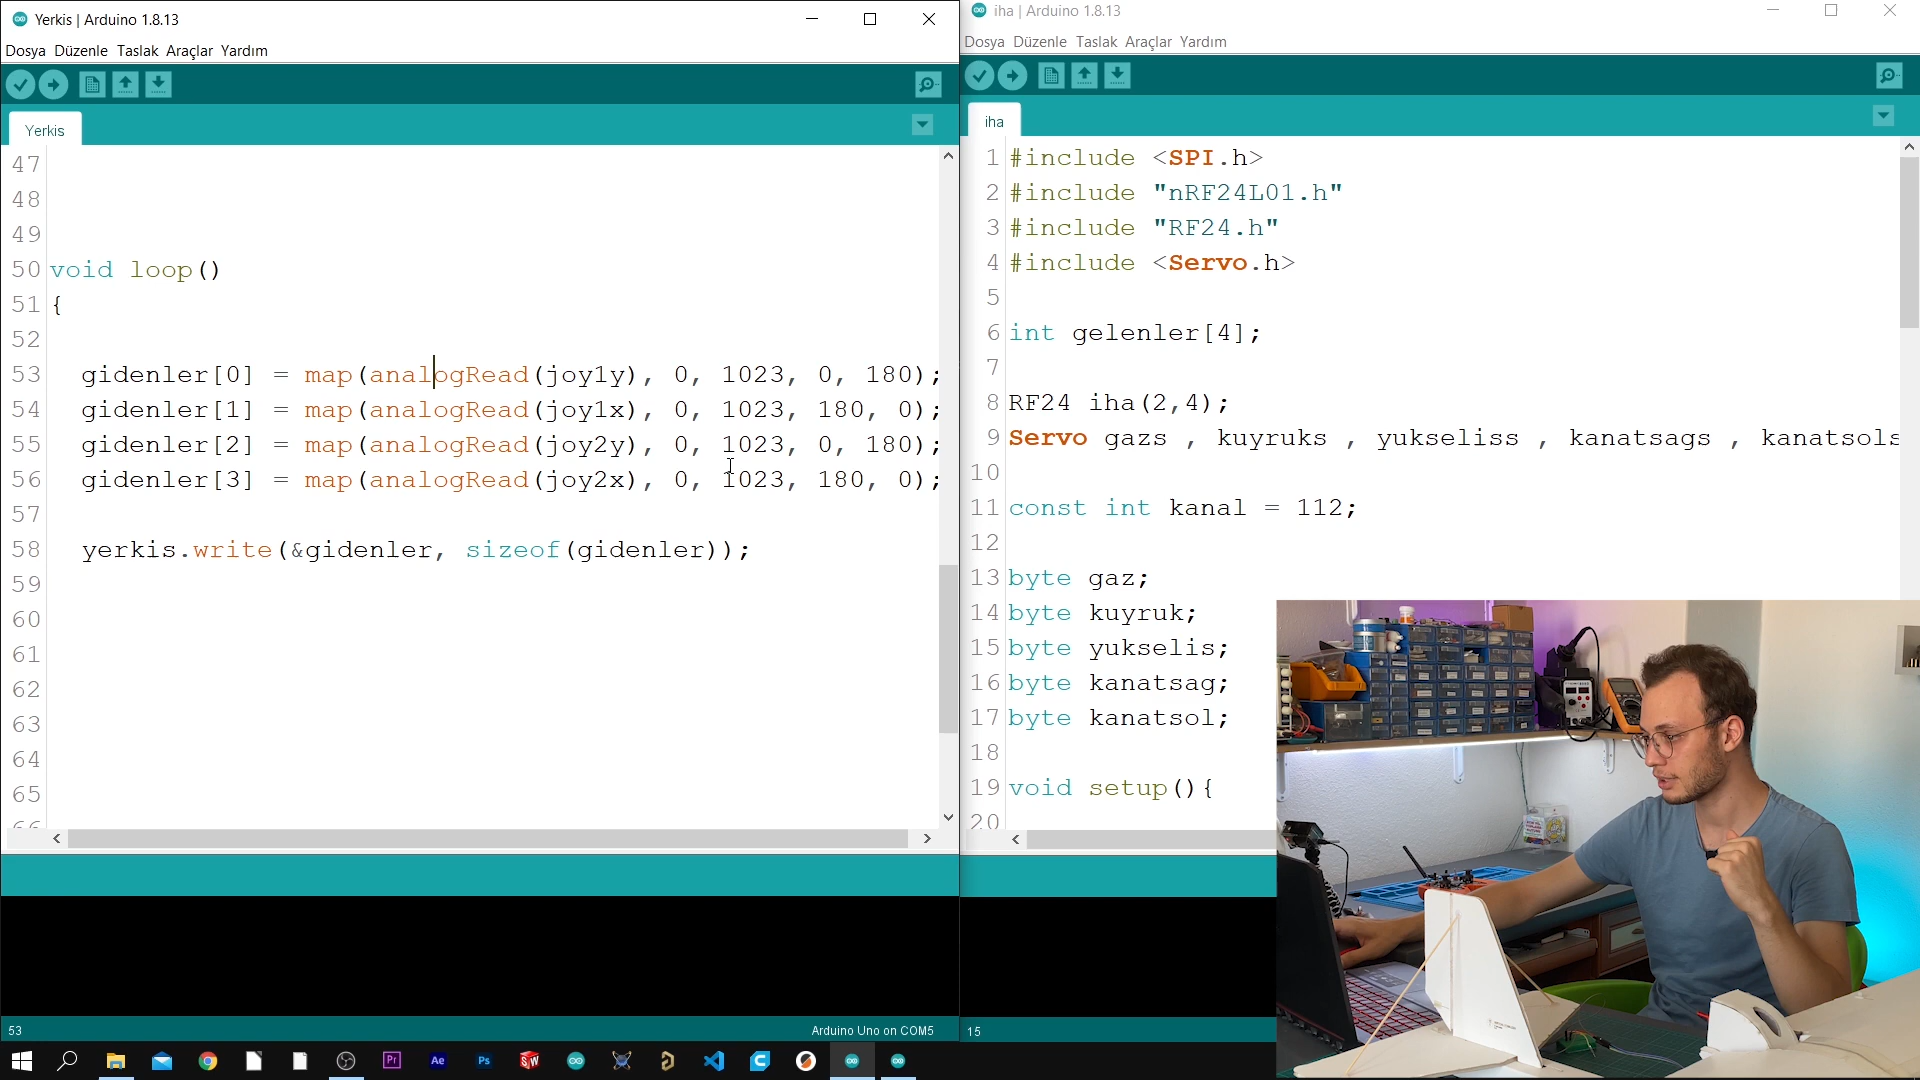 Yerkis | Arduino 1.8.13
Dosya Düzenle Taslak Araçlar Yardım
Yerkis
47
48
49
50 void loop()
51 {
52
53 gidenler[0] = map(analogRead(joy1y), 0, 1023, 0, 180);
54 gidenler[1] = map(analogRead(joy1x), 0, 1023, 180, 0);
55 gidenler[2] = map(analogRead(joy2y), 0, 1023, 0, 180);
56 gidenler[3] = map(analogRead(joy2x), 0, 1023, 180, 0);
57
58 yerkis.write(&gidenler, sizeof(gidenler));
59
60
61
62
63
64
65
66
53
Arduino Uno on COM5
iha | Arduino 1.8.13
Dosya Düzenle Taslak Araçlar Yardım
iha
1 #include <SPI.h>
2 #include "nRF24L01.h"
3 #include "RF24.h"
4 #include <Servo.h>
5
6 int gelenler[4];
7
8 RF24 iha(2,4);
9 Servo gazs , kuyruks , yukseliss , kanatsags , kanatsols
10
11 const int kanal = 112;
12
13 byte gaz;
14 byte kuyruk;
15 byte yukselis;
16 byte kanatsag;
17 byte kanatsol;
18
19 void setup(){
20
15
Pr
Ae
Ps
SW